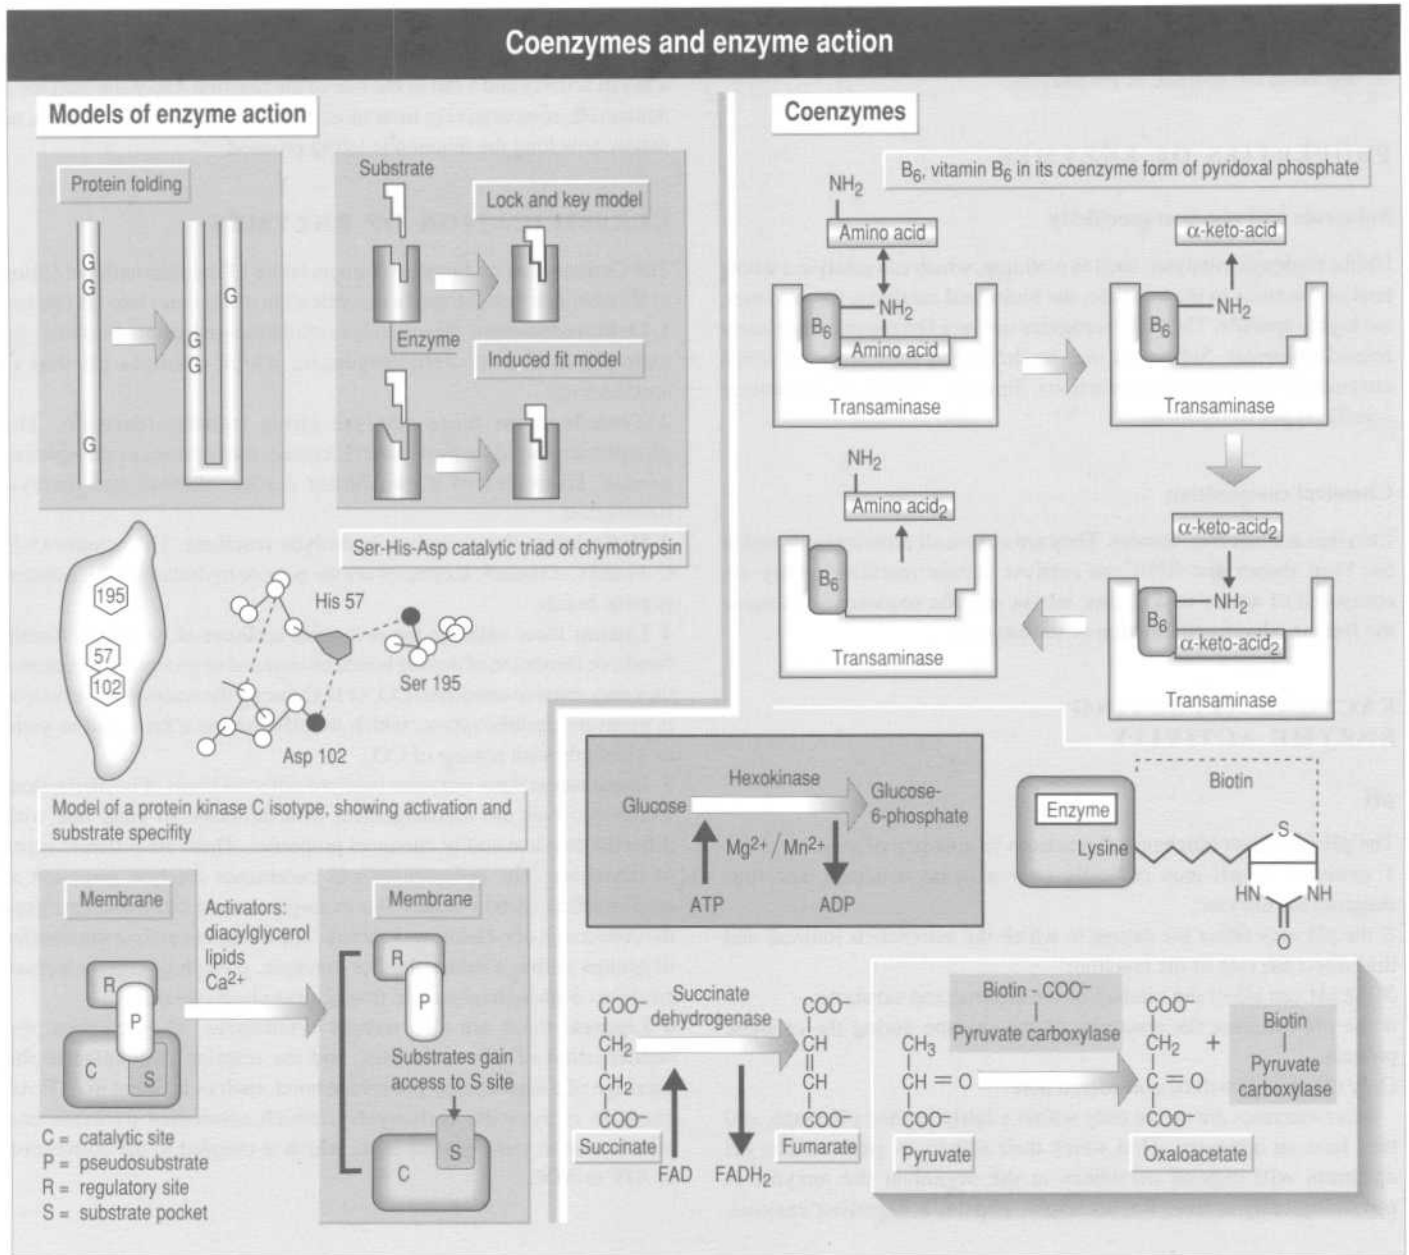 Coenzymes and enzyme action
Models of enzyme action
Protein folding
G
G
G
G
G
G
G
Substrate
Lock and key model
Enzyme
Induced fit model
Ser-His-Asp catalytic triad of chymotrypsin
195
57
102
His 57
Ser 195
Asp 102
Model of a protein kinase C isotype, showing activation and
substrate specifity
Membrane
R
P
C
S
Activators:
diacylglycerol
lipids
Ca²⁺
Membrane
R
P
Substrates gain
access to S site
S
C
C = catalytic site
P = pseudosubstrate
R = regulatory site
S = substrate pocket
Coenzymes
B₆, vitamin B₆ in its coenzyme form of pyridoxal phosphate
NH₂
Amino acid
NH₂
B₆
Amino acid
Transaminase
α-keto-acid
NH₂
B₆
Transaminase
α-keto-acid₂
NH₂
B₆
α-keto-acid₂
Transaminase
NH₂
Amino acid₂
B₆
Transaminase
Hexokinase
Glucose
Glucose-
6-phosphate
Mg²⁺/Mn²⁺
ATP
ADP
Biotin
Enzyme
Lysine
S
HN
NH
O
Succinate
dehydrogenase
COO⁻
CH₂
CH₂
COO⁻
Succinate
COO⁻
CH
CH
COO⁻
Fumarate
FAD
FADH₂
Biotin - COO⁻
Pyruvate carboxylase
CH₃
CH = O
COO⁻
Pyruvate
COO⁻
CH₂
C = O
COO⁻
Oxaloacetate
+
Biotin
Pyruvate
carboxylase